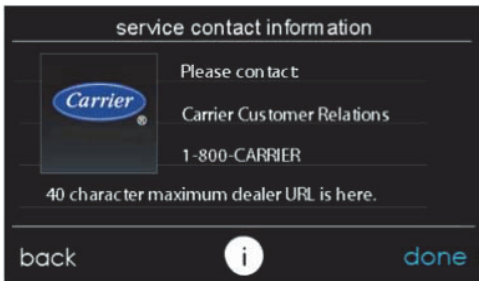 service contact information
Please contact:
Carrier
®
Carrier Customer Relations
1-800-CARRIER
40 character maximum dealer URL is here.
back
i
done